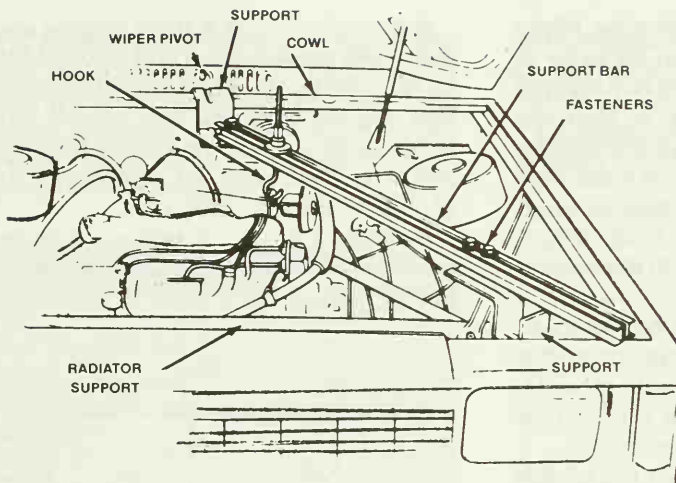 SUPPORT
WIPER PIVOT
COWL
HOOK
SUPPORT BAR
FASTENERS
RADIATOR
SUPPORT
SUPPORT